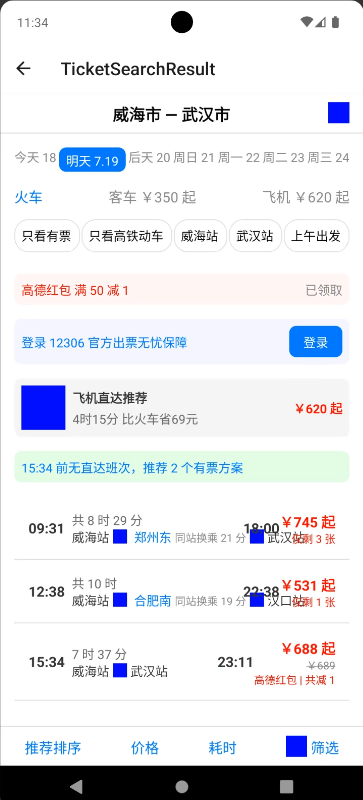 11:34
TicketSearchResult
威海市 — 武汉市
今天 18 明天 7.19 后天 20 周日 21 周一 22 周二 23 周三 24
火车 客车 ￥350 起 飞机 ￥620 起
只看有票 只看高铁动车 威海站 武汉站 上午出发
高德红包 满 50 减 1 已领取
登录 12306 官方出票无忧保障 登录
飞机直达推荐
4时15分 比火车省69元
￥620 起
15:34 前无直达班次，推荐 2 个有票方案
共 8 时 29 分
09:31 18:00 ￥745 起
威海站 郑州东 同站换乘 21 分 武汉站 仅剩 3 张
共 10 时
12:38 22:38 ￥531 起
威海站 合肥南 同站换乘 19 分 汉口站 仅剩 1 张
7 时 37 分 ￥688 起
15:34 23:11 ￥689
威海站 武汉站
高德红包 | 共减 1
推荐排序 价格 耗时 筛选